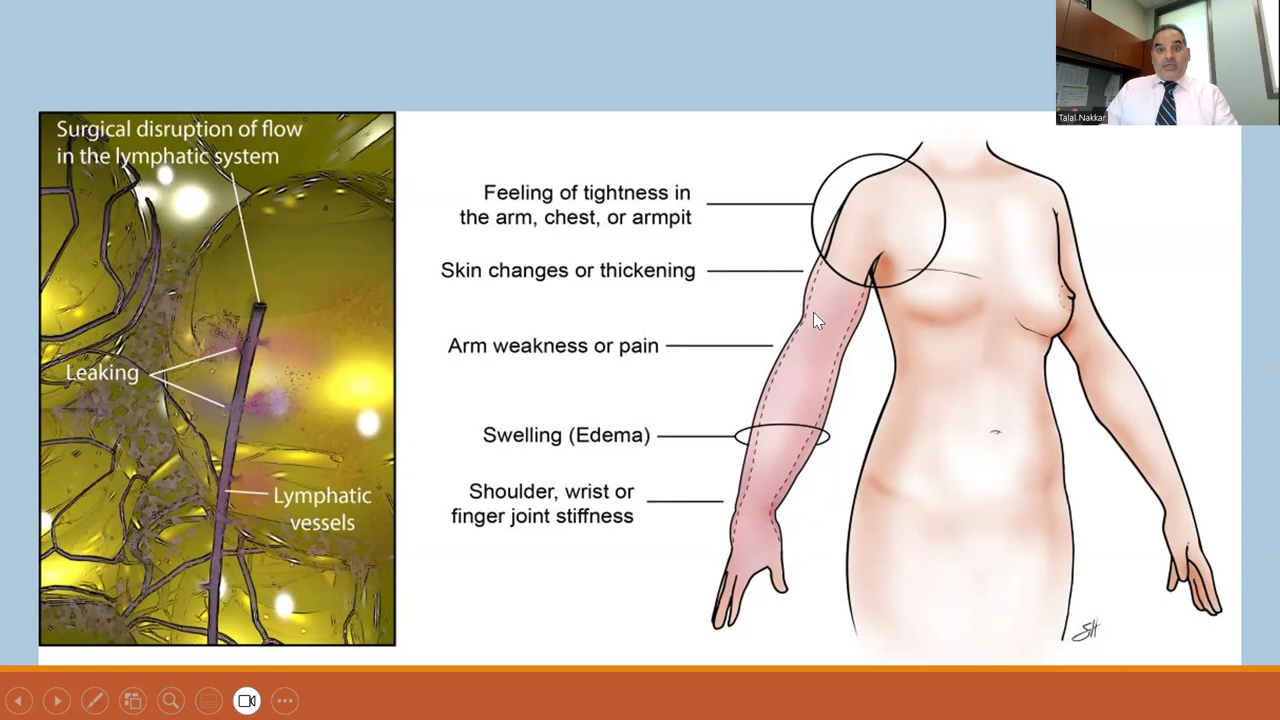 Talal Nakkar
Surgical disruption of flow
in the lymphatic system
Leaking
Lymphatic
vessels
Feeling of tightness in
the arm, chest, or armpit
Skin changes or thickening
Arm weakness or pain
Swelling (Edema)
Shoulder, wrist or
finger joint stiffness
SH